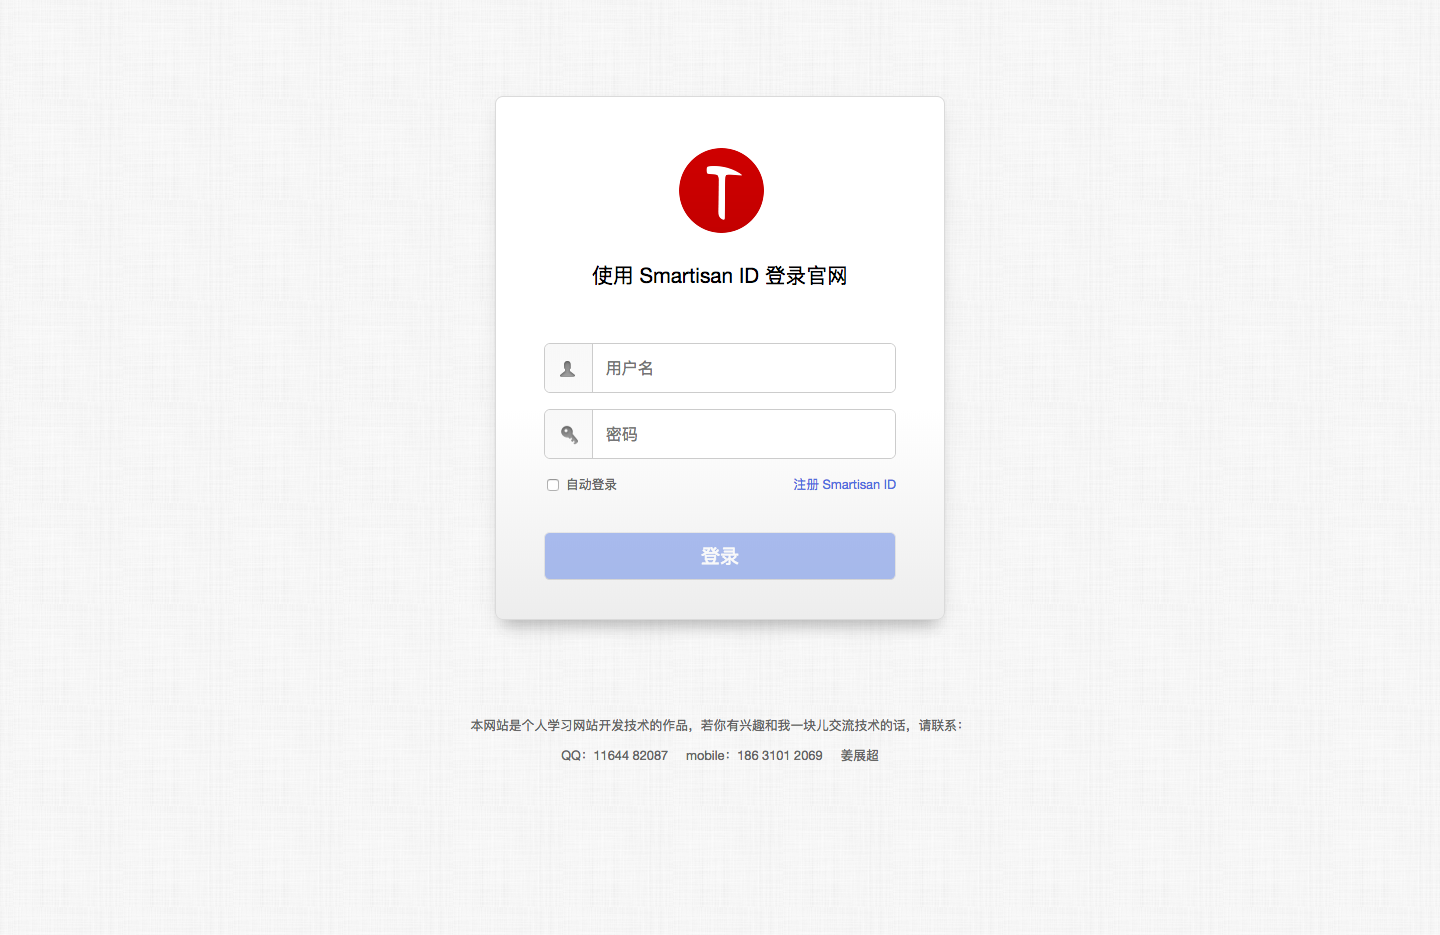 使用 Smartisan ID 登录官网
用户名
密码
自动登录 注册 Smartisan ID
登录
本网站是个人学习网站开发技术的作品，若你有兴趣和我一块儿交流技术的话，请联系：
QQ：11644 82087 mobile：186 3101 2069 姜展超